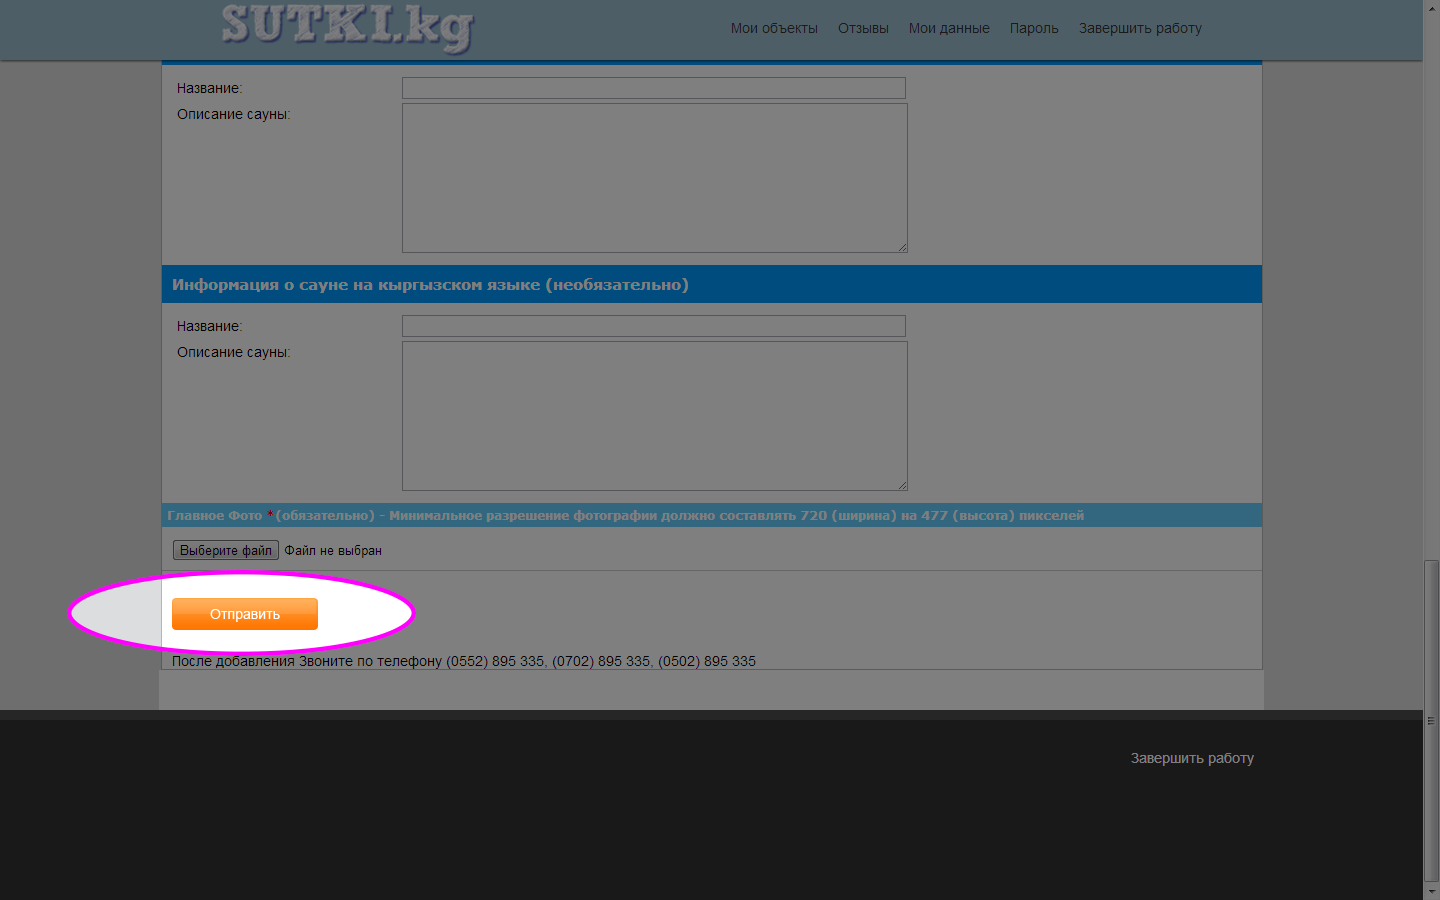 SUTKI.kg
Мои объекты Отзывы Мои данные Пароль Завершить работу
Название:
Описание сауны:
Информация о сауне на кыргызском языке (необязательно)
Название:
Описание сауны:
Главное Фото *(обязательно) - Минимальное разрешение фотографии должно составлять 720 (ширина) на 477 (высота) пикселей
Выберите файл Файл не выбран
Отправить
После добавления Звоните по телефону (0552) 895 335, (0702) 895 335, (0502) 895 335
Завершить работу